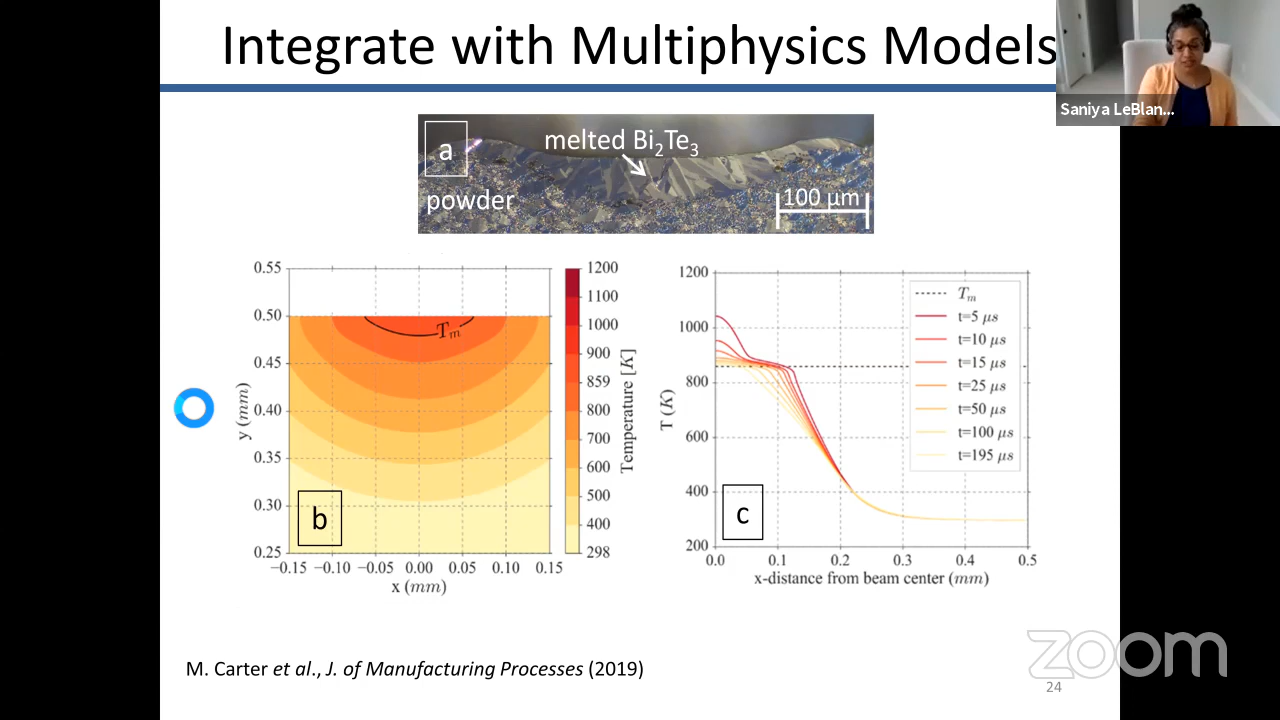 Integrate with Multiphysics Models
Saniya LeBlan...
a
melted Bi₂Te₃
powder
100 µm
0.55
0.50
0.45
0.40
0.35
0.30
0.25
y (mm)
−0.15 −0.10 −0.05 0.00 0.05 0.10 0.15
x (mm)
Tm
b
1200
1100
1000
900
859
800
700
600
500
400
298
Temperature [K]
1200
1000
800
600
400
200
T (K)
0.0 0.1 0.2 0.3 0.4 0.5
x-distance from beam center (mm)
c
Tm
t=5 µs
t=10 µs
t=15 µs
t=25 µs
t=50 µs
t=100 µs
t=195 µs
M. Carter et al., J. of Manufacturing Processes (2019)
zoom
24